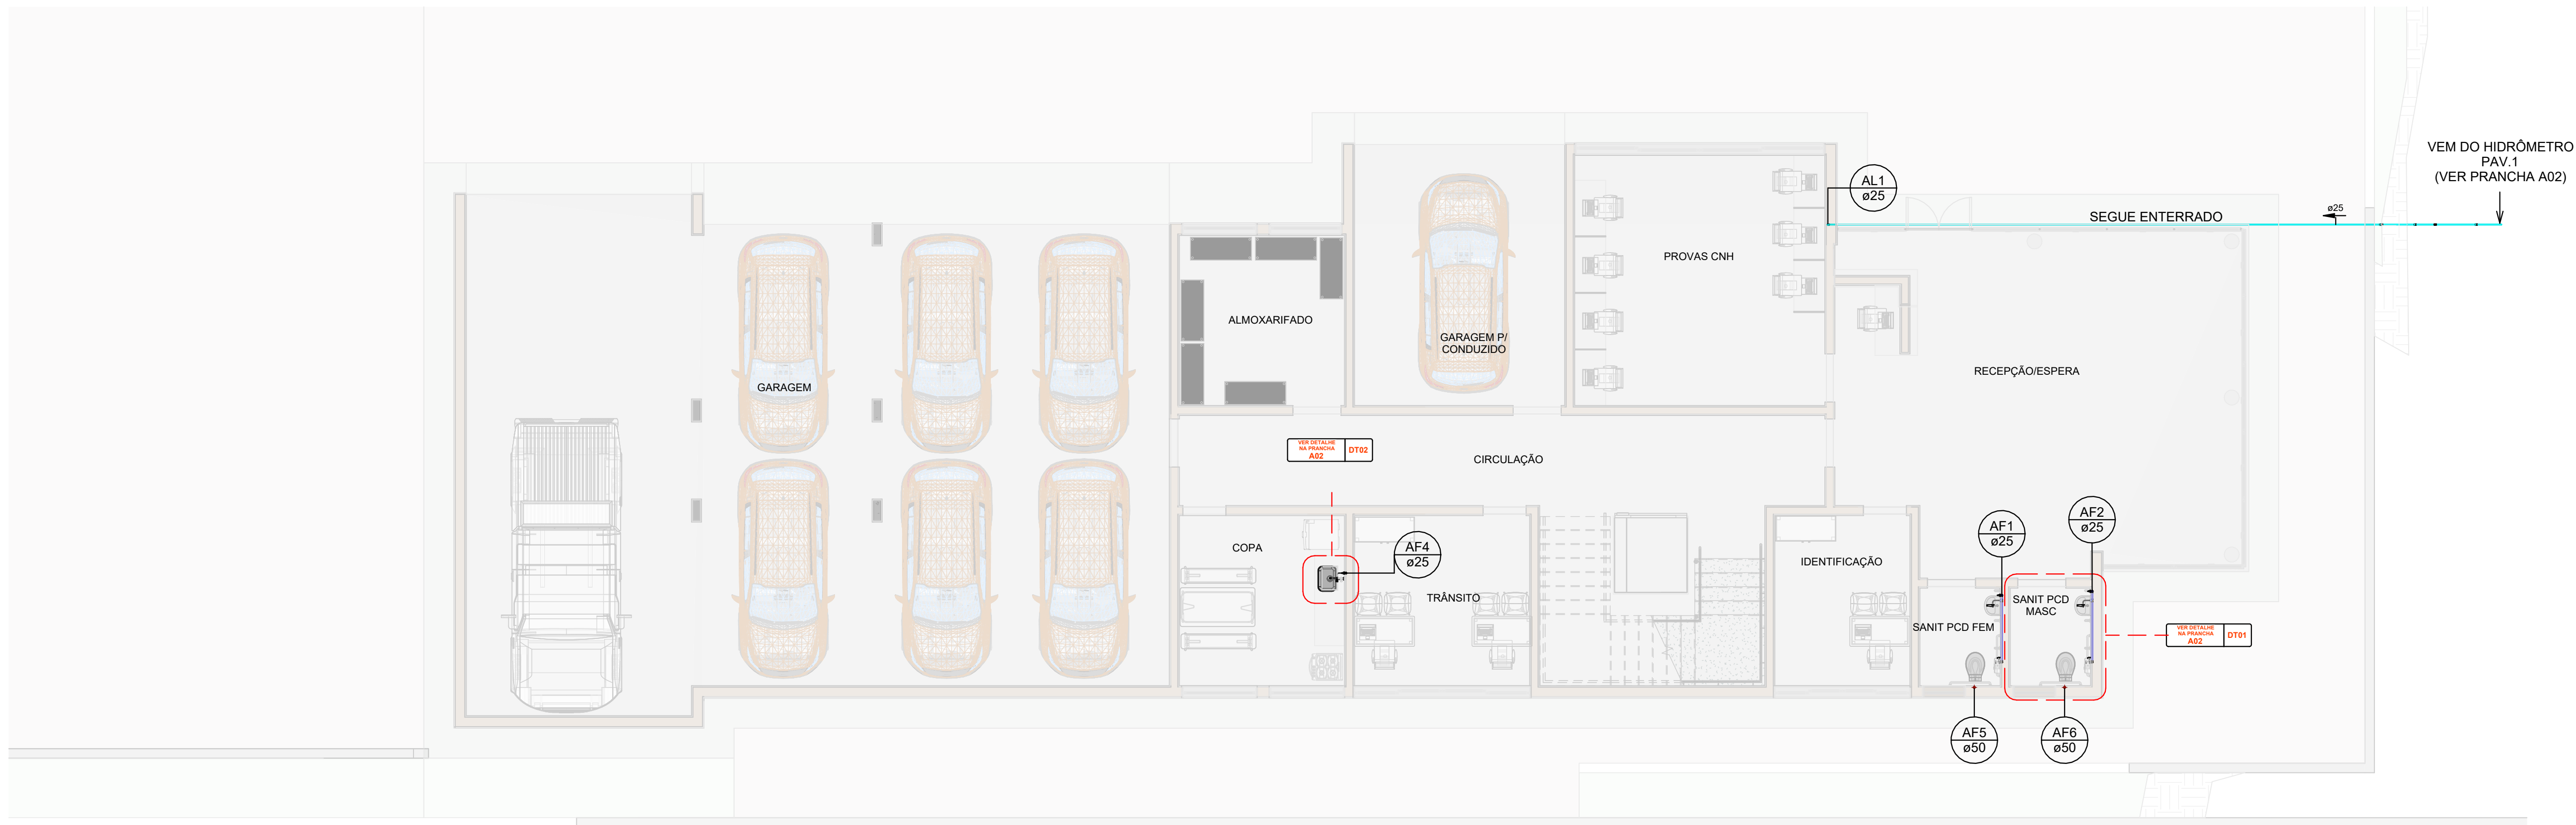 VEM DO HIDRÔMETRO
PAV.1
(VER PRANCHA A02)
AL1
ø25
ø25
SEGUE ENTERRADO
PROVAS CNH
ALMOXARIFADO
GARAGEM P/
CONDUZIDO
RECEPÇÃO/ESPERA
GARAGEM
VER DETALHE
NA PRANCHA
A02
DT02
CIRCULAÇÃO
AF1
ø25
AF2
ø25
COPA
AF4
ø25
IDENTIFICAÇÃO
TRÂNSITO
SANIT PCD
MASC
SANIT PCD FEM
VER DETALHE
NA PRANCHA
A02
DT01
AF5
ø50
AF6
ø50